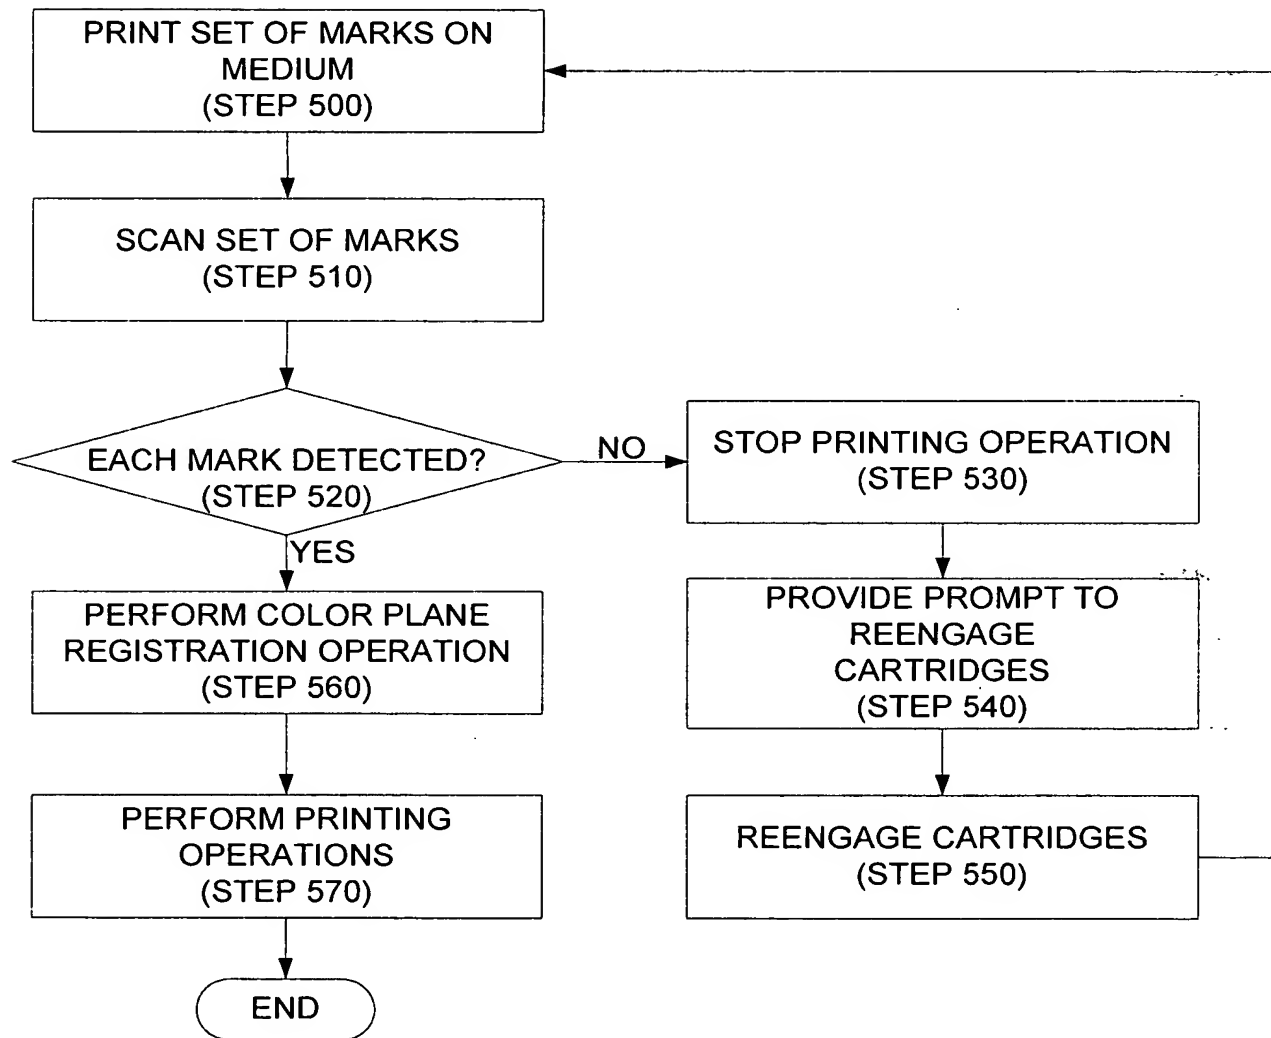 PRINT SET OF MARKS ON
MEDIUM
(STEP 500)
SCAN SET OF MARKS
(STEP 510)
EACH MARK DETECTED?
(STEP 520)
NO
YES
STOP PRINTING OPERATION
(STEP 530)
PROVIDE PROMPT TO
REENGAGE
CARTRIDGES
(STEP 540)
REENGAGE CARTRIDGES
(STEP 550)
PERFORM COLOR PLANE
REGISTRATION OPERATION
(STEP 560)
PERFORM PRINTING
OPERATIONS
(STEP 570)
END